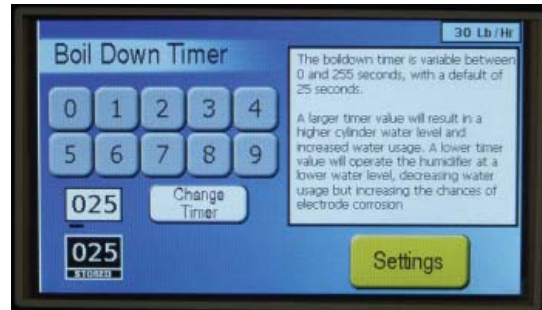 30 Lb/Hr
Boil Down Timer
The boildown timer is variable between
0 and 255 seconds, with a default of
25 seconds.
A larger timer value will result in a
higher cylinder water level and
increased water usage. A lower timer
value will operate the humidifier at a
lower water level, decreasing water
usage but increasing the chances of
electrode corrosion
0 1 2 3 4
5 6 7 8 9
025
Change
Timer
025
STORED
Settings